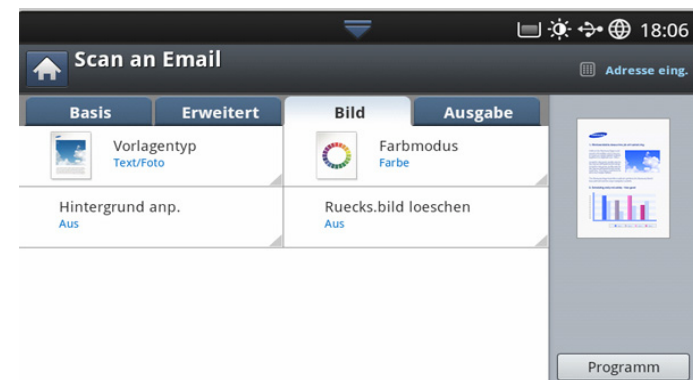 18:06
Scan an Email
Adresse eing.
Basis
Erweitert
Bild
Ausgabe
Vorlagentyp
Text/Foto
Farbmodus
Farbe
Hintergrund anp.
Aus
Ruecks.bild loeschen
Aus
Programm